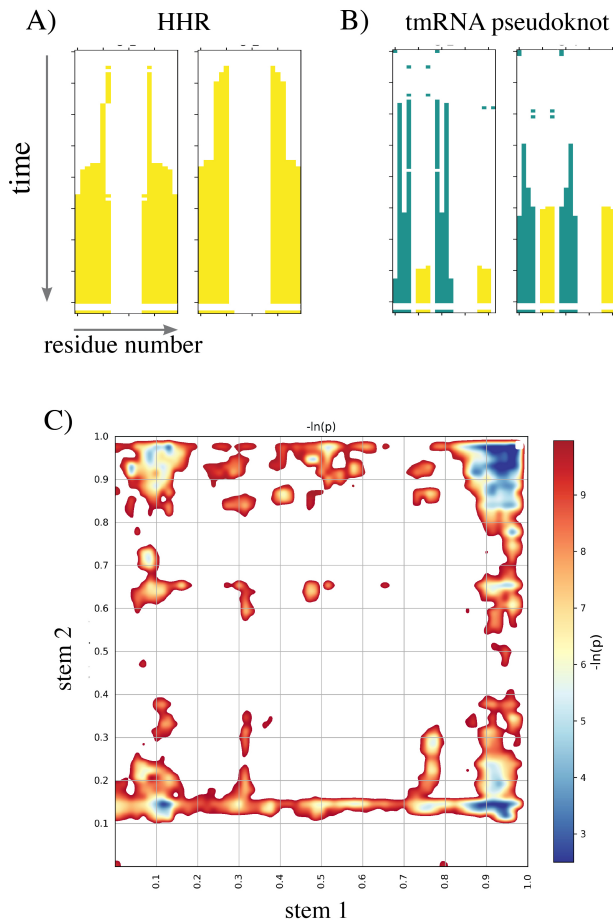 A) HHR
B) tmRNA pseudoknot
time
residue number
C)
-ln(p)
1.0
0.9
0.8
0.7
0.6
0.5
0.4
0.3
0.2
0.1
stem 2
0.1 0.2 0.3 0.4 0.5 0.6 0.7 0.8 0.9 1.0
stem 1
9
8
7
6
5
4
3
-ln(p)